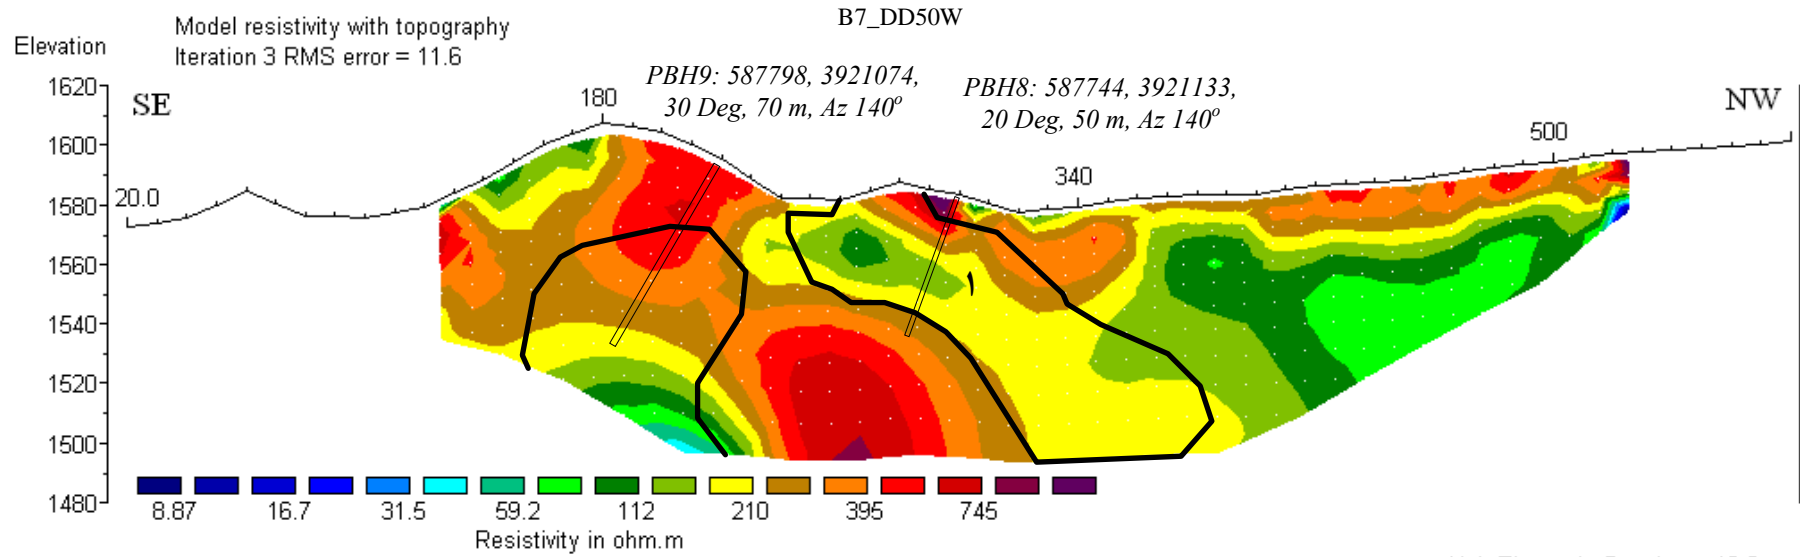 B7_DD50W
Model resistivity with topography
Elevation
Iteration 3 RMS error = 11.6
PBH9: 587798, 3921074,
30 Deg, 70 m, Az 140º
PBH8: 587744, 3921133,
20 Deg, 50 m, Az 140º
1620
SE
180
NW
1600
500
20.0
340
1580
1560
1540
1520
1500
1480
8.87 16.7 31.5 59.2 112 210 395 745
Resistivity in ohm.m